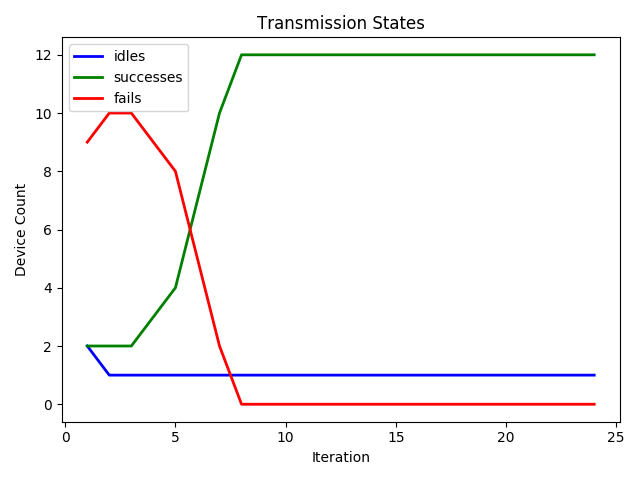 Transmission States
idles
successes
fails
Device Count
12
10
8
6
4
2
0
0 5 10 15 20 25
Iteration